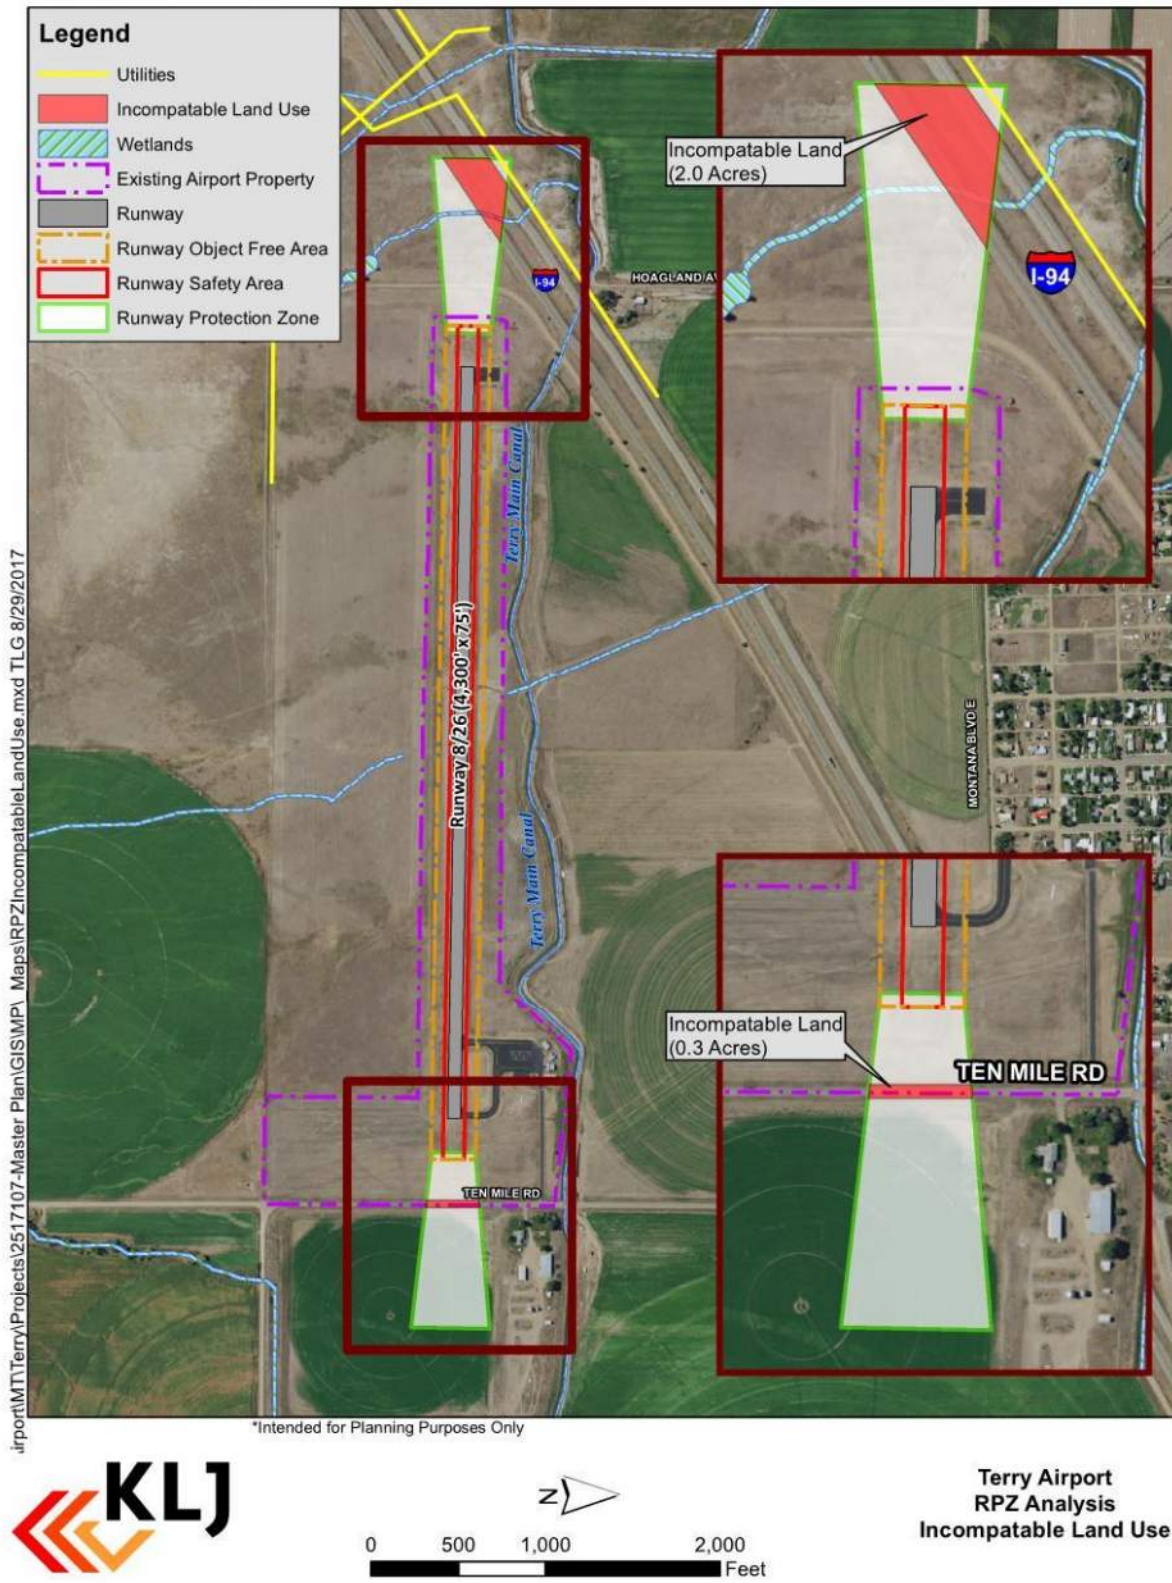 Legend
Utilities
Incompatable Land Use
Wetlands
Existing Airport Property
Runway
Runway Object Free Area
Runway Safety Area
Runway Protection Zone
Incompatable Land
(2.0 Acres)
I-94
I-94
HOAGLAND AV
Terry Main Canal
Runway 8/26 (4,300' x 75')
MONTANA BLVD E
Terry Main Canal
Incompatable Land
(0.3 Acres)
TEN MILE RD
TEN MILE RD
.irport\MT\Terry\Projects\2517107-Master Plan\GIS\MP\_Maps\RPZIncompatableLandUse.mxd TLG 8/29/2017
*Intended for Planning Purposes Only
KLJ
N
0 500 1,000 2,000
Feet
Terry Airport
RPZ Analysis
Incompatable Land Use